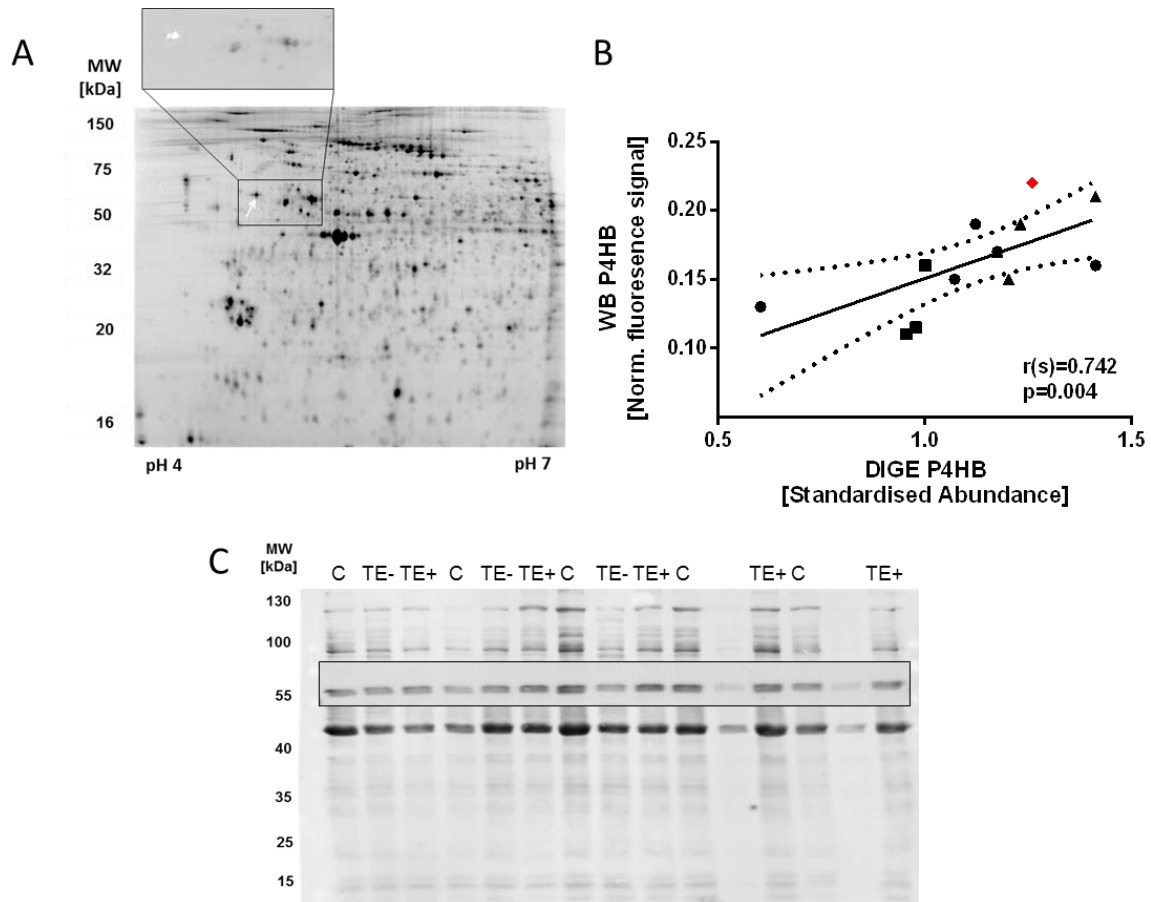 A
MW
[kDa]
150
75
50
32
20
16
pH 4
pH 7
B
WB P4HB
[Norm. fluoresence signal]
0.25
0.20
0.15
0.10
r(s)=0.742
p=0.004
0.5
1.0
1.5
DIGE P4HB
[Standardised Abundance]
C
MW
[kDa]
C TE- TE+ C TE- TE+ C TE- TE+ C TE+ C TE+
130
100
55
40
35
25
15